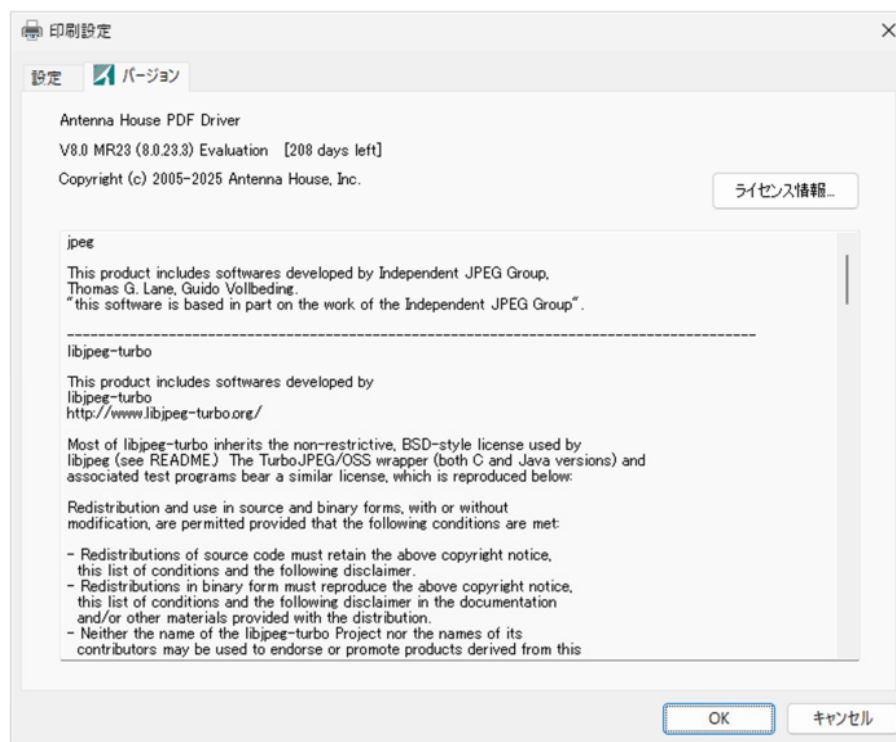 印刷設定
設定
バージョン
Antenna House PDF Driver
V8.0 MR23 (8.0.23.3) Evaluation [208 days left]
Copyright (c) 2005-2025 Antenna House, Inc.
ライセンス情報...
jpeg
This product includes softwares developed by Independent JPEG Group,
Thomas G. Lane, Guido Vollbeding.
"this software is based in part on the work of the Independent JPEG Group".
--------------------------------------------------------------------------------------
libjpeg-turbo
This product includes softwares developed by
libjpeg-turbo
http://www.libjpeg-turbo.org/
Most of libjpeg-turbo inherits the non-restrictive, BSD-style license used by
libjpeg (see README.) The TurboJPEG/OSS wrapper (both C and Java versions) and
associated test programs bear a similar license, which is reproduced below:
Redistribution and use in source and binary forms, with or without
modification, are permitted provided that the following conditions are met:
- Redistributions of source code must retain the above copyright notice,
this list of conditions and the following disclaimer.
- Redistributions in binary form must reproduce the above copyright notice,
this list of conditions and the following disclaimer in the documentation
and/or other materials provided with the distribution.
- Neither the name of the libjpeg-turbo Project nor the names of its
contributors may be used to endorse or promote products derived from this
OK
キャンセル